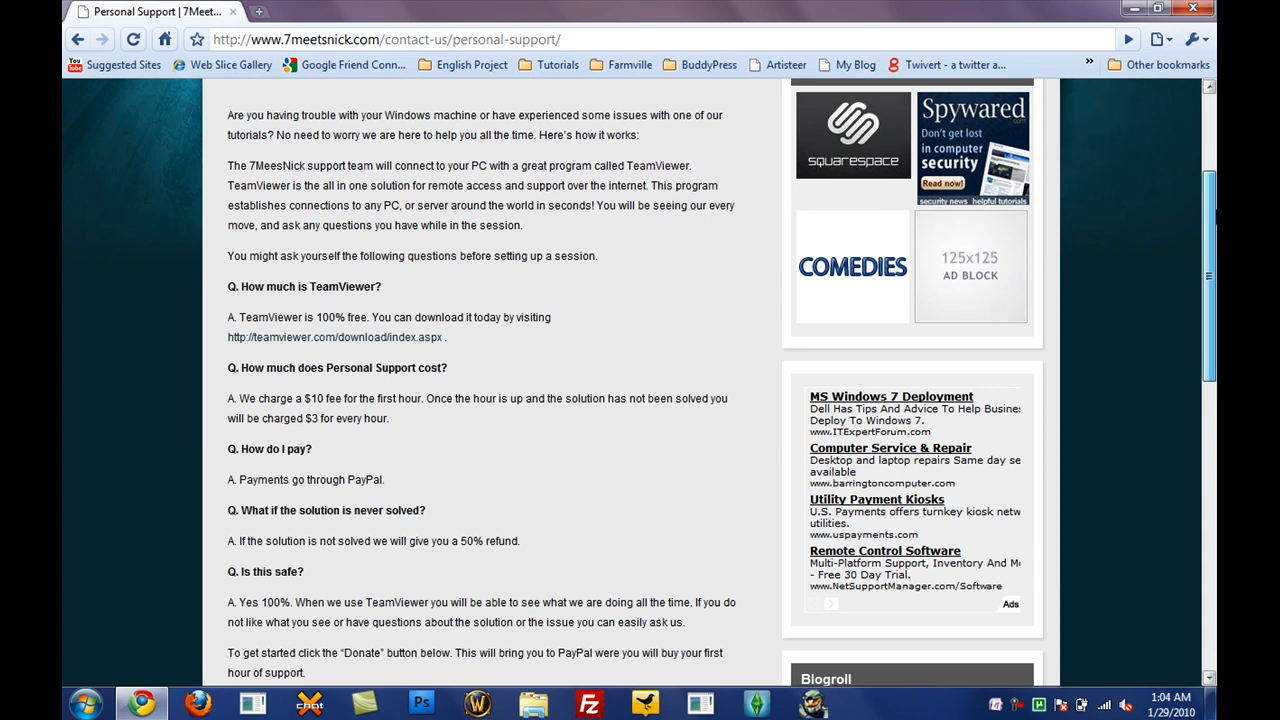 Personal Support | 7Meet...
http://www.7meetsnick.com/contact-us/personal-support/
You Tube Suggested Sites Web Slice Gallery Google Friend Conn... English Project Tutorials Farmville BuddyPress Artisteer My Blog Twivert - a twitter a... » Other bookmarks
Are you having trouble with your Windows machine or have experienced some issues with one of our
tutorials? No need to worry we are here to help you all the time. Here's how it works:
The 7MeesNick support team will connect to your PC with a great program called TeamViewer.
TeamViewer is the all in one solution for remote access and support over the internet. This program
establishes connections to any PC, or server around the world in seconds! You will be seeing our every
move, and ask any questions you have while in the session.
You might ask yourself the following questions before setting up a session.
Q. How much is TeamViewer?
A. TeamViewer is 100% free. You can download it today by visiting
http://teamviewer.com/download/index.aspx .
Q. How much does Personal Support cost?
A. We charge a $10 fee for the first hour. Once the hour is up and the solution has not been solved you
will be charged $3 for every hour.
Q. How do I pay?
A. Payments go through PayPal.
Q. What if the solution is never solved?
A. If the solution is not solved we will give you a 50% refund.
Q. Is this safe?
A. Yes 100%. When we use TeamViewer you will be able to see what we are doing all the time. If you do
not like what you see or have questions about the solution or the issue you can easily ask us.
To get started click the “Donate” button below. This will bring you to PayPal were you will buy your first
hour of support.
SQUARESPACE
Spywared
.com
Don't get lost
in computer
security
Read now!
security news helpful tutorials
COMEDIES
125x125
AD BLOCK
MS Windows 7 Deployment
Dell Has Tips And Advice To Help Busines
Deploy To Windows 7.
www.ITExpertForum.com
Computer Service & Repair
Desktop and laptop repairs Same day se
available
www.barringtoncomputer.com
Utility Payment Kiosks
U.S. Payments offers turnkey kiosk netw
utilities.
www.uspayments.com
Remote Control Software
Multi-Platform Support, Inventory And M
- Free 30 Day Trial.
www.NetSupportManager.com/Software
Ads
Blogroll
chat
Ps
W
FZ
1:04 AM
1/29/2010